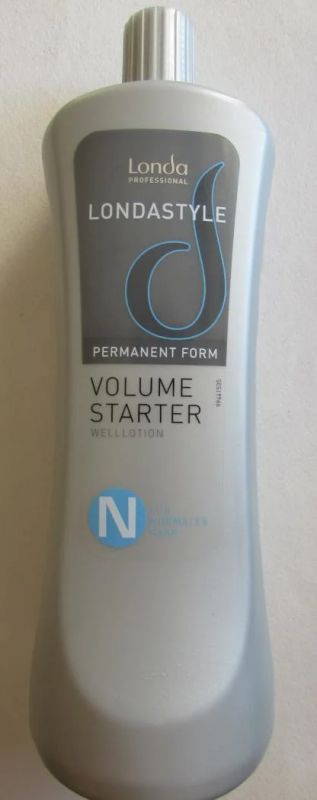 Londa
PROFESSIONAL
LONDASTYLE
PERMANENT FORM
VOLUME
STARTER
WELLLOTION
N
FÜR
NORMALES
HAAR